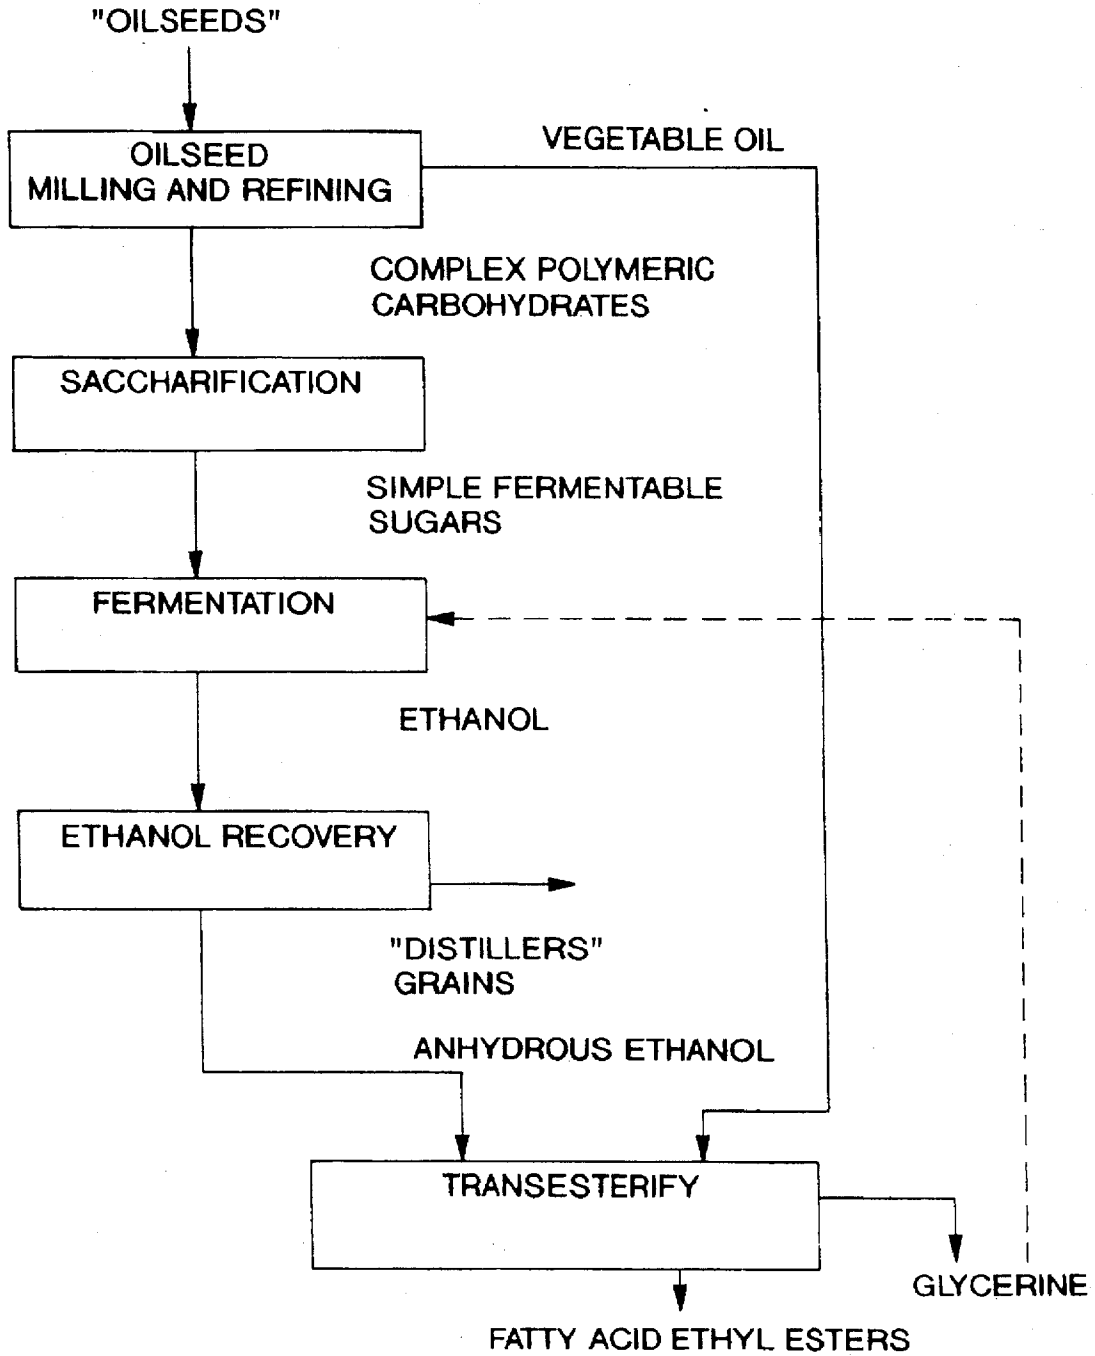 "OILSEEDS"
VEGETABLE OIL
OILSEED
MILLING AND REFINING
COMPLEX POLYMERIC
CARBOHYDRATES
SACCHARIFICATION
SIMPLE FERMENTABLE
SUGARS
FERMENTATION
ETHANOL
ETHANOL RECOVERY
"DISTILLERS"
GRAINS
ANHYDROUS ETHANOL
TRANSESTERIFY
GLYCERINE
FATTY ACID ETHYL ESTERS